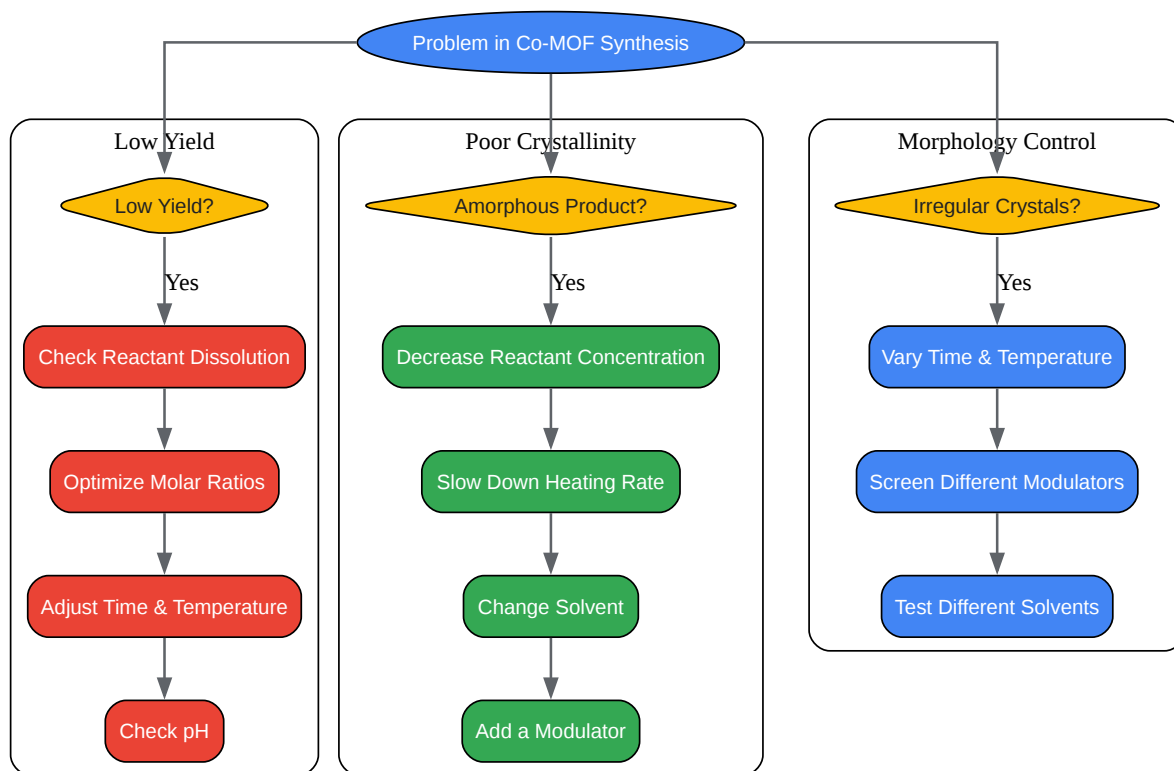 Problem in Co-MOF Synthesis
Low Yield
Low Yield?
Yes
Check Reactant Dissolution
Optimize Molar Ratios
Adjust Time & Temperature
Check pH
Poor Crystallinity
Amorphous Product?
Yes
Decrease Reactant Concentration
Slow Down Heating Rate
Change Solvent
Add a Modulator
Morphology Control
Irregular Crystals?
Yes
Vary Time & Temperature
Screen Different Modulators
Test Different Solvents